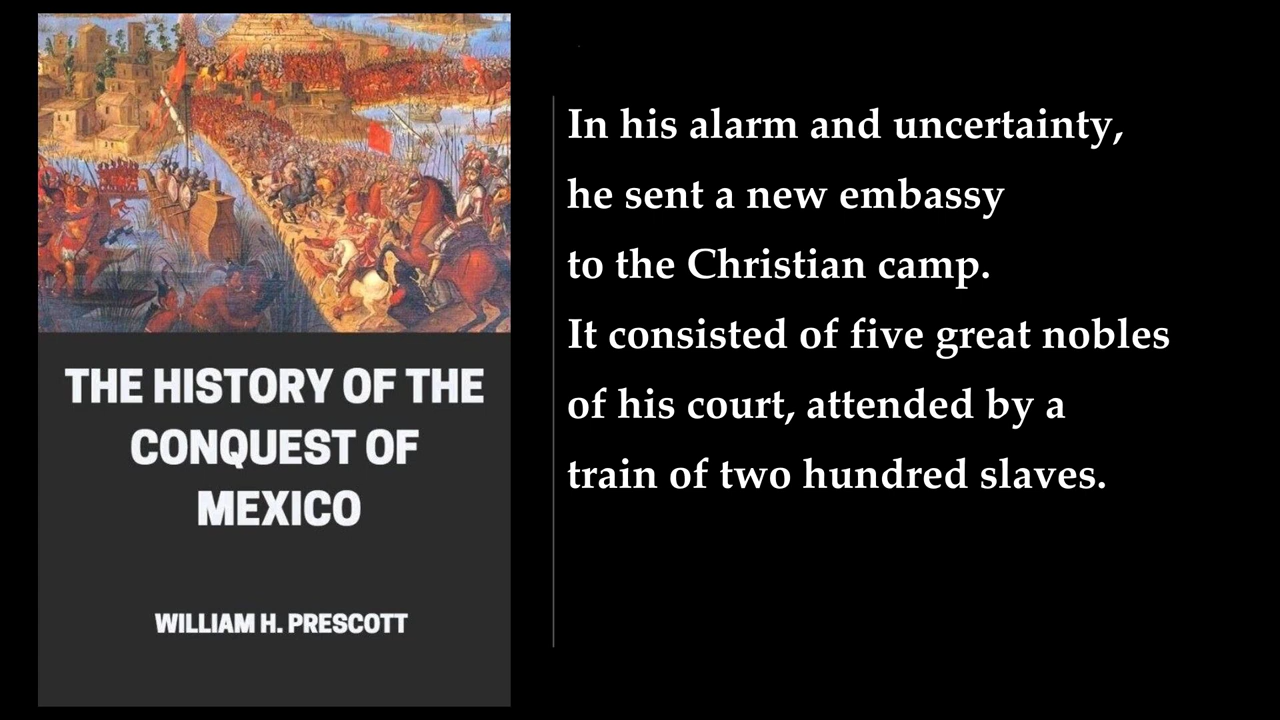 THE HISTORY OF THE
CONQUEST OF
MEXICO
WILLIAM H. PRESCOTT
In his alarm and uncertainty,
he sent a new embassy
to the Christian camp.
It consisted of five great nobles
of his court, attended by a
train of two hundred slaves.